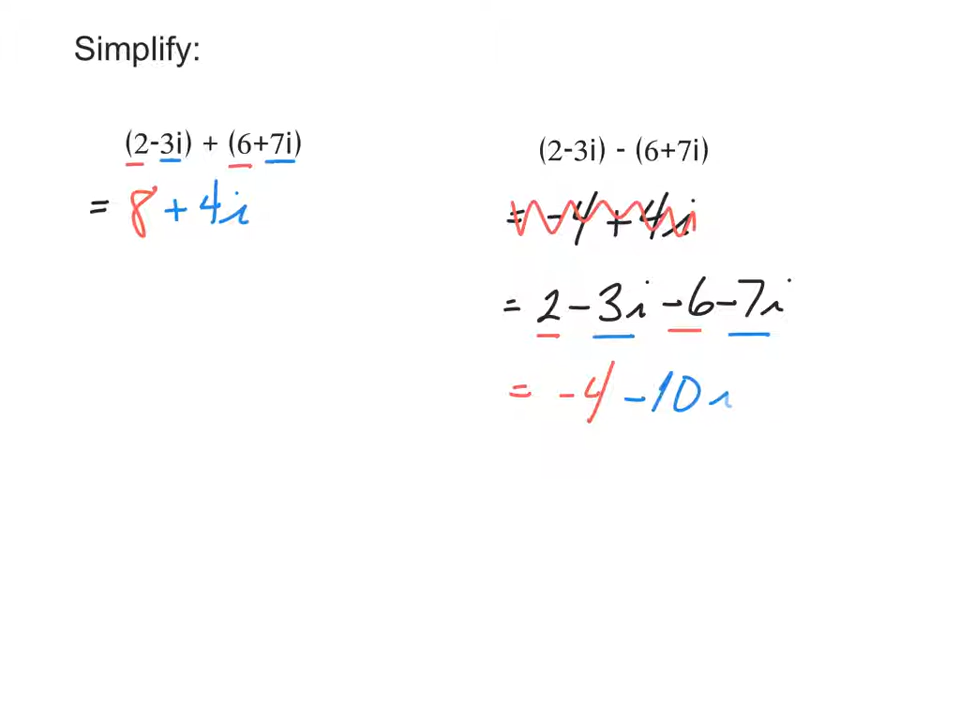 Simplify:
(2-3i) + (6+7i)
= 8 + 4i
(2-3i) - (6+7i)
= -4+4i
= 2-3i-6-7i
= -4-10i